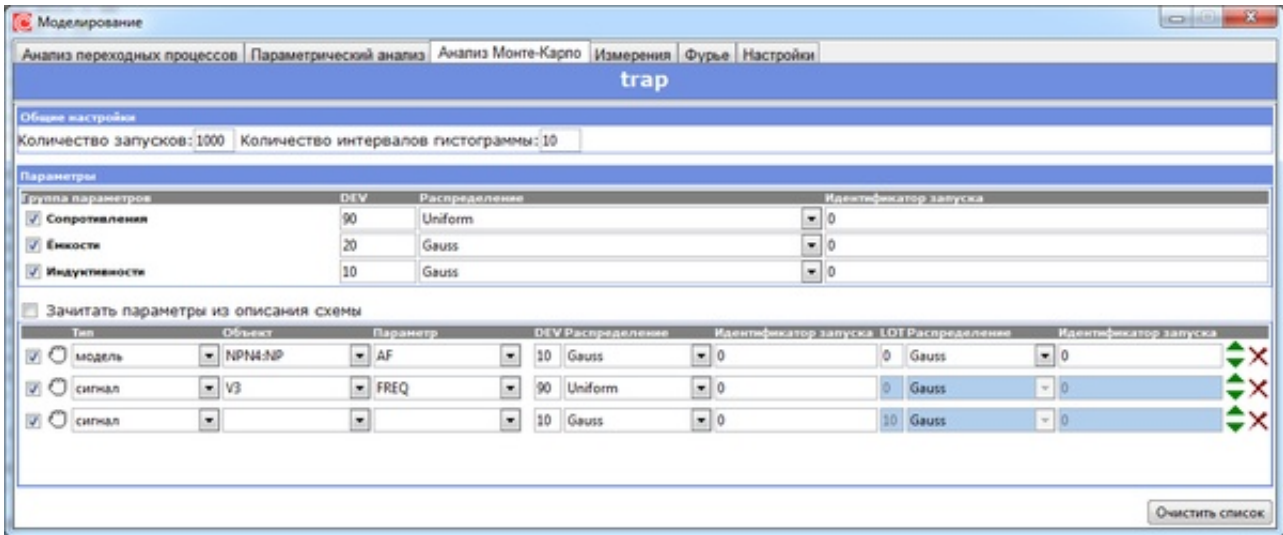 Моделирование
Анализ переходных процессов Параметрический анализ Анализ Монте-Карло Измерения Фурье Настройки
trap
Общие настройки
Количество запусков: 1000 Количество интервалов гистограммы: 10
Параметры
Группа параметров DEV Распределение Идентификатор запуска
Сопротивления 90 Uniform 0
Ёмкости 20 Gauss 0
Индуктивности 10 Gauss 0
Зачитать параметры из описания схемы
Тип Объект Параметр DEV Распределение Идентификатор запуска LOT Распределение Идентификатор запуска
модель NPN4:NP AF 10 Gauss 0 0 Gauss 0
сигнал V3 FREQ 90 Uniform 0 0 Gauss 0
сигнал 10 Gauss 0 10 Gauss 0
Очистить список